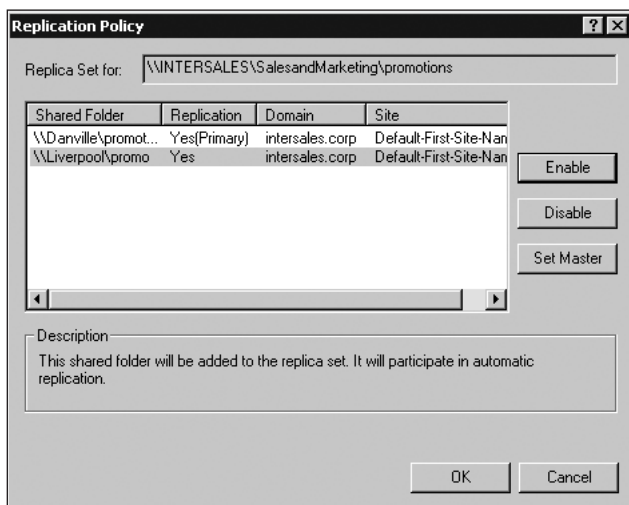 Replication Policy
Replica Set for: \\INTERSALES\SalesandMarketing\promotions
Shared Folder Replication Domain Site
\\Danville\promot... Yes(Primary) intersales.corp Default-First-Site-Nan
\\Liverpool\promo Yes intersales.corp Default-First-Site-Nan
Enable
Disable
Set Master
Description
This shared folder will be added to the replica set. It will participate in automatic
replication.
OK Cancel